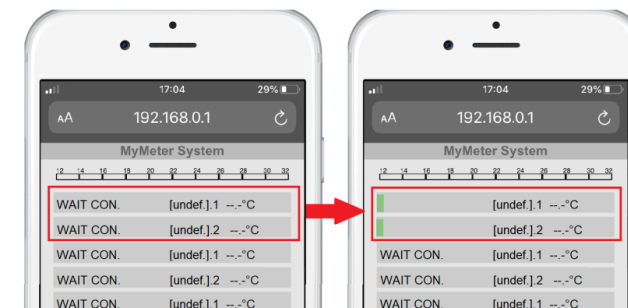 17:04 29%
AA 192.168.0.1
MyMeter System
12 14 16 18 20 22 24 26 28 30 32
WAIT CON. [undef.].1 --.-°C
WAIT CON. [undef.].2 --.-°C
WAIT CON. [undef.].1 --.-°C
WAIT CON. [undef.].2 --.-°C
WAIT CON. [undef.].1 --.-°C
17:04 29%
AA 192.168.0.1
MyMeter System
12 14 16 18 20 22 24 26 28 30 32
[undef.].1 --.-°C
[undef.].2 --.-°C
WAIT CON. [undef.].1 --.-°C
WAIT CON. [undef.].2 --.-°C
WAIT CON. [undef.].1 --.-°C